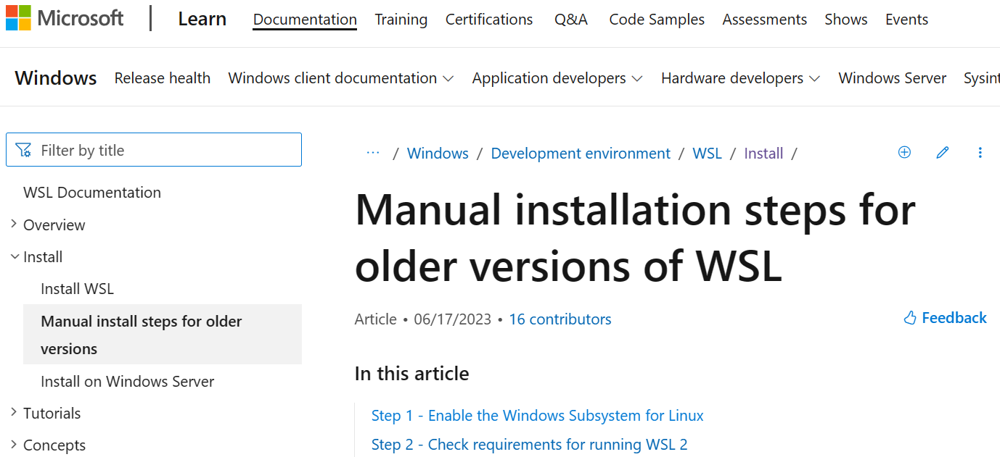 Microsoft Learn Documentation Training Certifications Q&A Code Samples Assessments Shows Events
Windows Release health Windows client documentation Application developers Hardware developers Windows Server Sysint
Filter by title
WSL Documentation
Overview
Install
Install WSL
Manual install steps for older
versions
Install on Windows Server
Tutorials
Concepts
··· / Windows / Development environment / WSL / Install /
Manual installation steps for
older versions of WSL
Article • 06/17/2023 • 16 contributors
Feedback
In this article
Step 1 - Enable the Windows Subsystem for Linux
Step 2 - Check requirements for running WSL 2